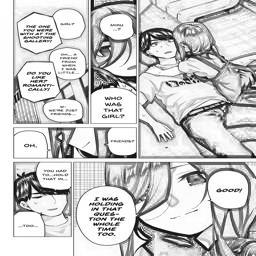 GIRL?
THE ONE
YOU WERE
WITH AT THE
SHOOTING
GALLERY!
OH... A
FRIEND
FROM WHEN
I WAS
LITTLE...
DO YOU
LIKE
HER? ROMANTI-
CALLY!
W-
WE'RE JUST
FRIENDS...
...?
WHO
WAS
THAT
GIRL?
OH,
FRIENDS?
YOU HAD
TO...HOLD
THAT IN...
...TOO...
I WAS
HOLDING
IN THAT
QUES-
TION THE
WHOLE
TIME
TOO.
GOOD!